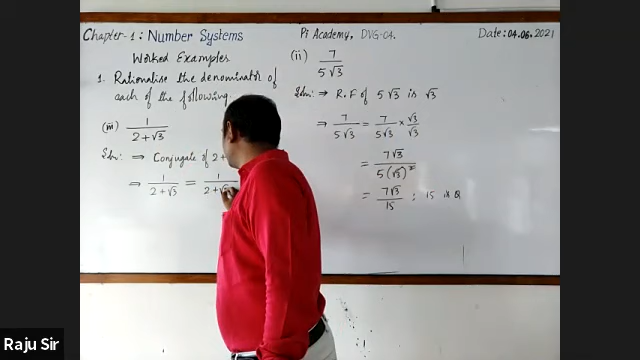 Chapter-1: Number Systems
Pi Academy, DVG-04.
Date: 04.06.2021
Worked Examples
1. Rationalise the denominator of
each of the following.
(iii) 1/(2+√3)
Soln: ⇒ Conjugate of 2+
⇒ 1/(2+√3) = 1/(2+√3
(ii) 7/(5√3)
Soln: ⇒ R.F of 5√3 is √3
⇒ 7/(5√3) = 7/(5√3) × √3/√3
= 7√3/(5(√3)²)
= 7√3/15 ; 15 is Q
Raju Sir